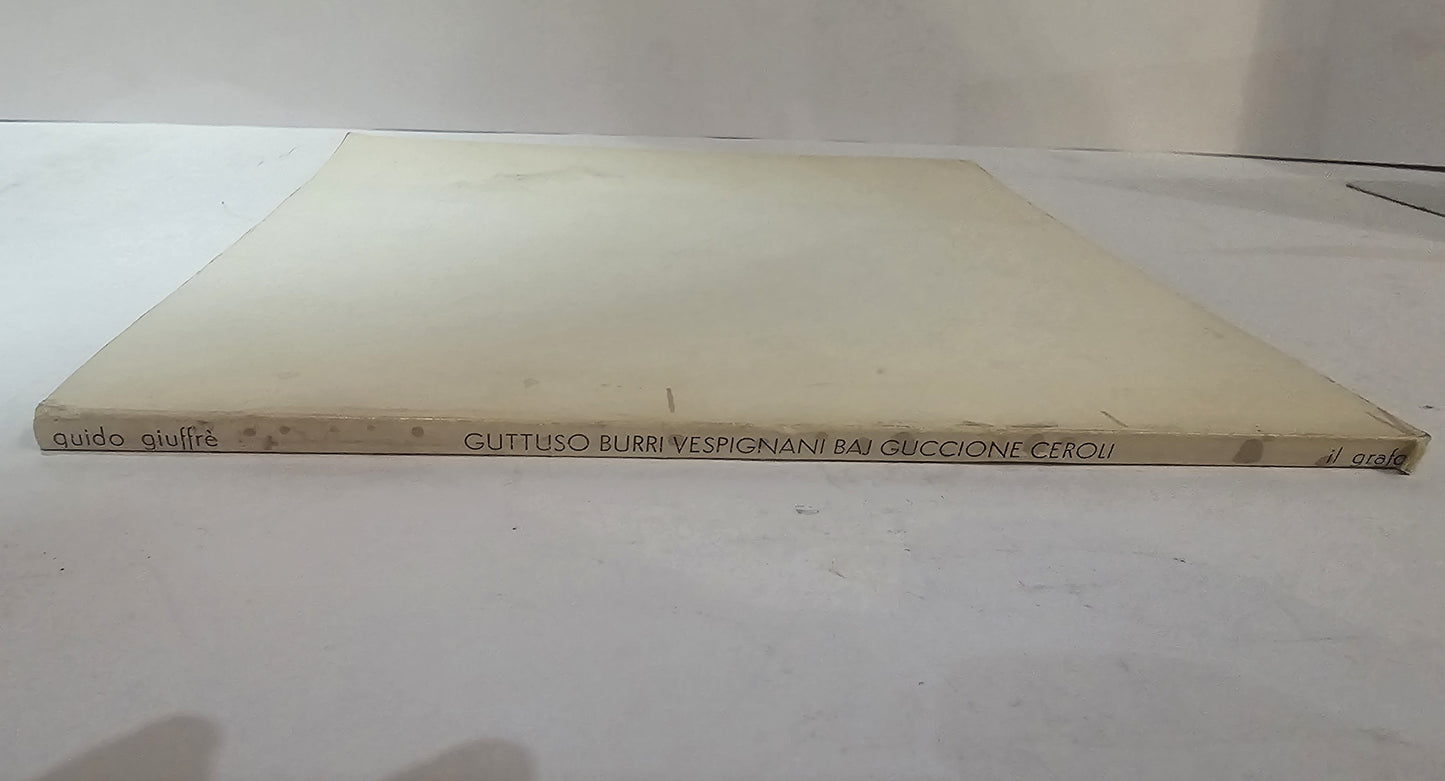 guido giuffrè GUTTUSO BURRI VESPIGNANI BAJ GUCCIONE CEROLI il grafo